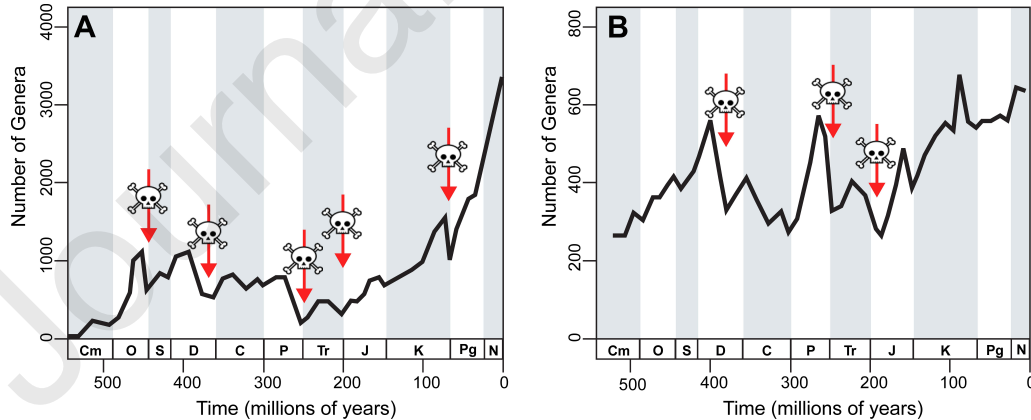 Journal
A
Number of Genera
4000
3000
2000
1000
0
Cm O S D C P Tr J K Pg N
500 400 300 200 100 0
Time (millions of years)
B
Number of Genera
800
600
400
200
0
Cm O S D C P Tr J K Pg N
500 400 300 200 100 0
Time (millions of years)